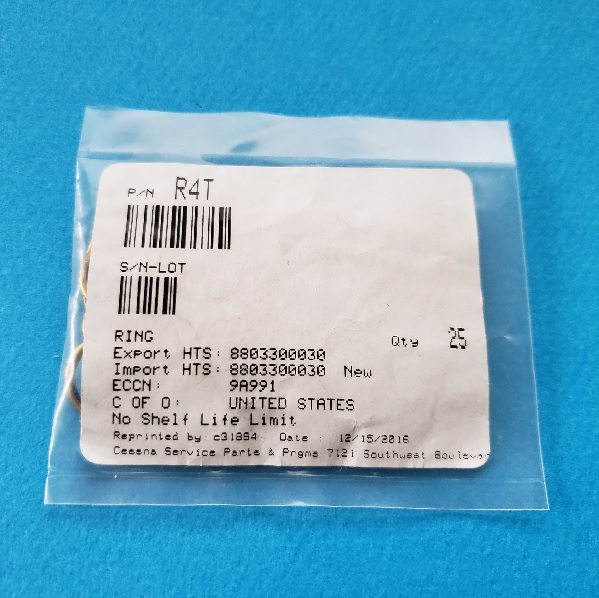 P/N R4T
S/N-LOT
RING
Qty 25
Export HTS: 8803300030
Import HTS: 8803300030 New
ECCN: 9A991
C OF O: UNITED STATES
No Shelf Life Limit
Reprinted by: c31894 Date : 12/15/2016
Cessna Service Parts & Prgms 7121 Southwest Boulevar